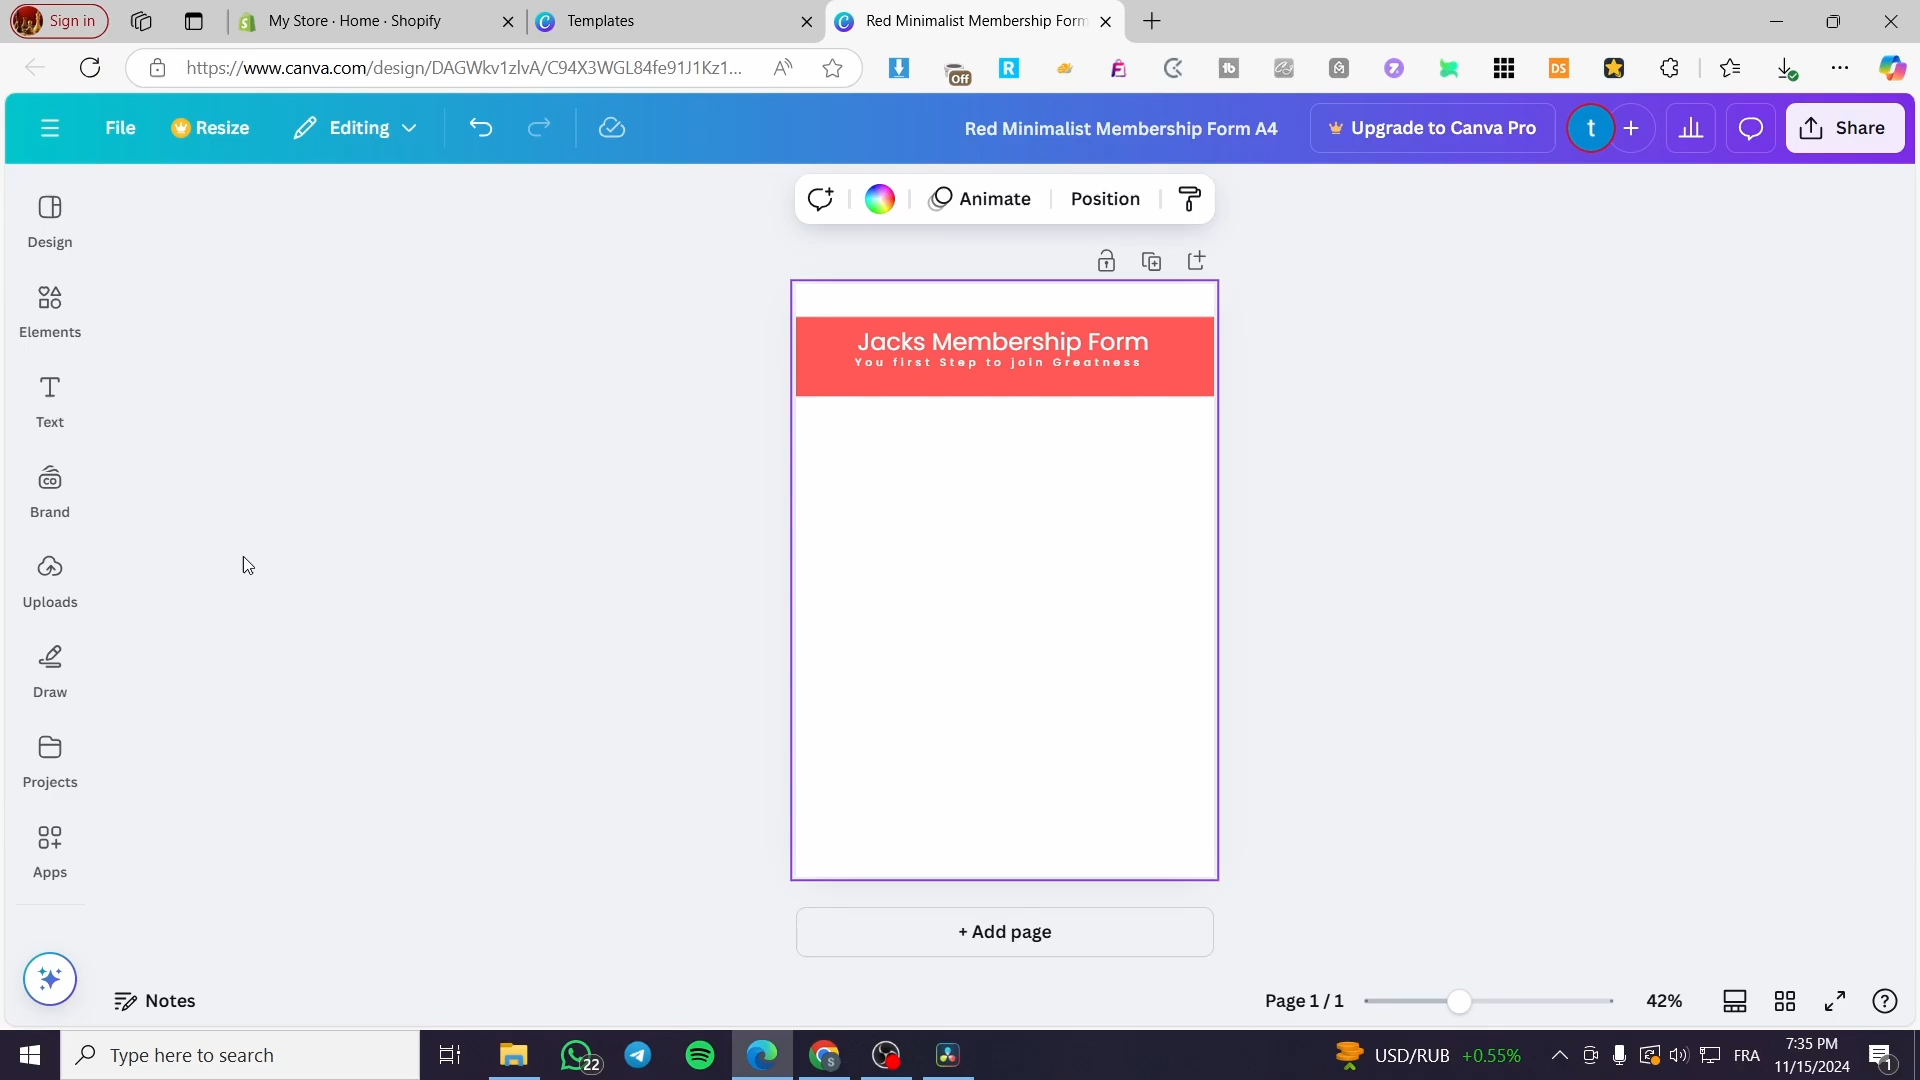 Sign in
My Store · Home · Shopify
Templates
Red Minimalist Membership Form
https://www.canva.com/design/DAGWkv1zlvA/C94X3WGL84fe91J1Kz1...
Off
File
Resize
Editing
Red Minimalist Membership Form A4
Upgrade to Canva Pro
t
Share
Animate
Position
Design
Elements
Text
Brand
Uploads
Draw
Projects
Apps
Jacks Membership Form
You first Step to join Greatness
+ Add page
Notes
Page 1 / 1
42%
Type here to search
22
USD/RUB +0.55%
FRA
7:35 PM
11/15/2024
1